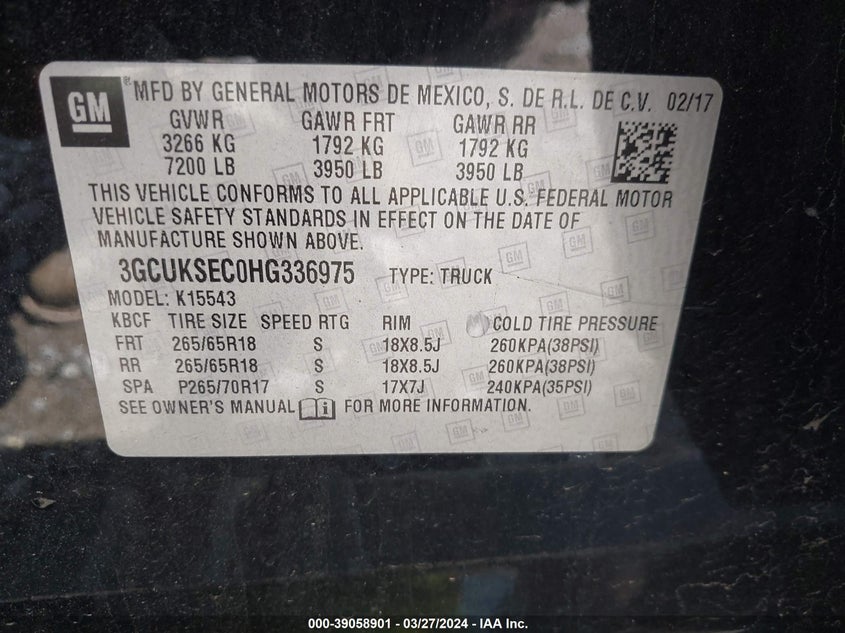 GM ® MFD BY GENERAL MOTORS DE MEXICO, S. DE R.L. DE C.V. 02/17
GVWR GAWR FRT GAWR RR
3266 KG 1792 KG 1792 KG
7200 LB 3950 LB 3950 LB
THIS VEHICLE CONFORMS TO ALL APPLICABLE U.S. FEDERAL MOTOR
VEHICLE SAFETY STANDARDS IN EFFECT ON THE DATE OF
MANUFACTURE SHOWN ABOVE.
3GCUKSEC0HG336975 TYPE: TRUCK
MODEL: K15543
KBCF TIRE SIZE SPEED RTG RIM COLD TIRE PRESSURE
FRT 265/65R18 S 18X8.5J 260KPA(38PSI)
RR 265/65R18 S 18X8.5J 260KPA(38PSI)
SPA P265/70R17 S 17X7J 240KPA(35PSI)
SEE OWNER'S MANUAL i FOR MORE INFORMATION.
000-39058901 - 03/27/2024 - IAA Inc.